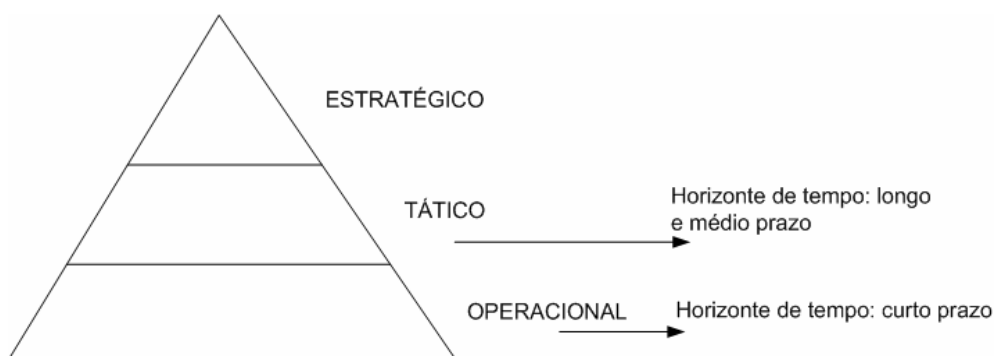 ESTRATÉGICO
TÁTICO
Horizonte de tempo: longo
e médio prazo
OPERACIONAL
Horizonte de tempo: curto prazo